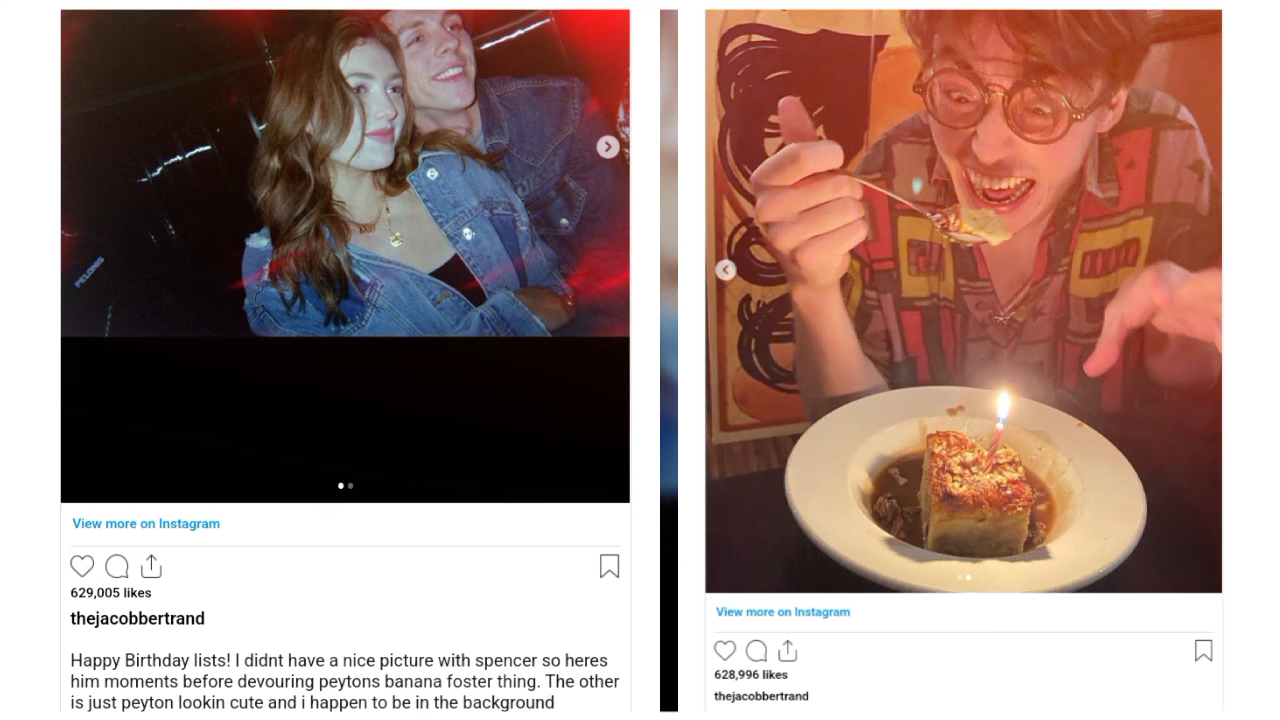 PELONIS
View more on Instagram
629,005 likes
thejacobbertrand
Happy Birthday lists! I didnt have a nice picture with spencer so heres
him moments before devouring peytons banana foster thing. The other
is just peyton lookin cute and i happen to be in the background
View more on Instagram
628,996 likes
thejacobbertrand